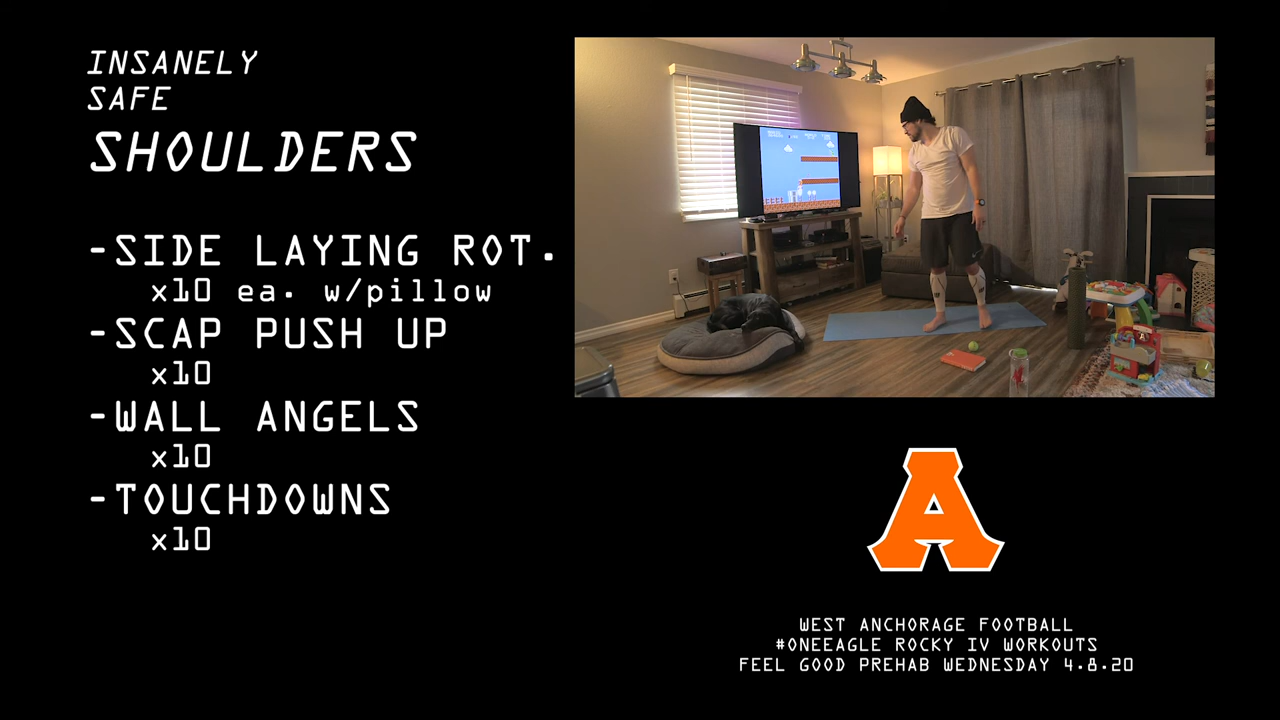 INSANELY
SAFE
SHOULDERS
-SIDE LAYING ROT.
x10 ea. w/pillow
-SCAP PUSH UP
x10
-WALL ANGELS
x10
-TOUCHDOWNS
x10
A
WEST ANCHORAGE FOOTBALL
#ONEEAGLE ROCKY IV WORKOUTS
FEEL GOOD PREHAB WEDNESDAY 4.8.20